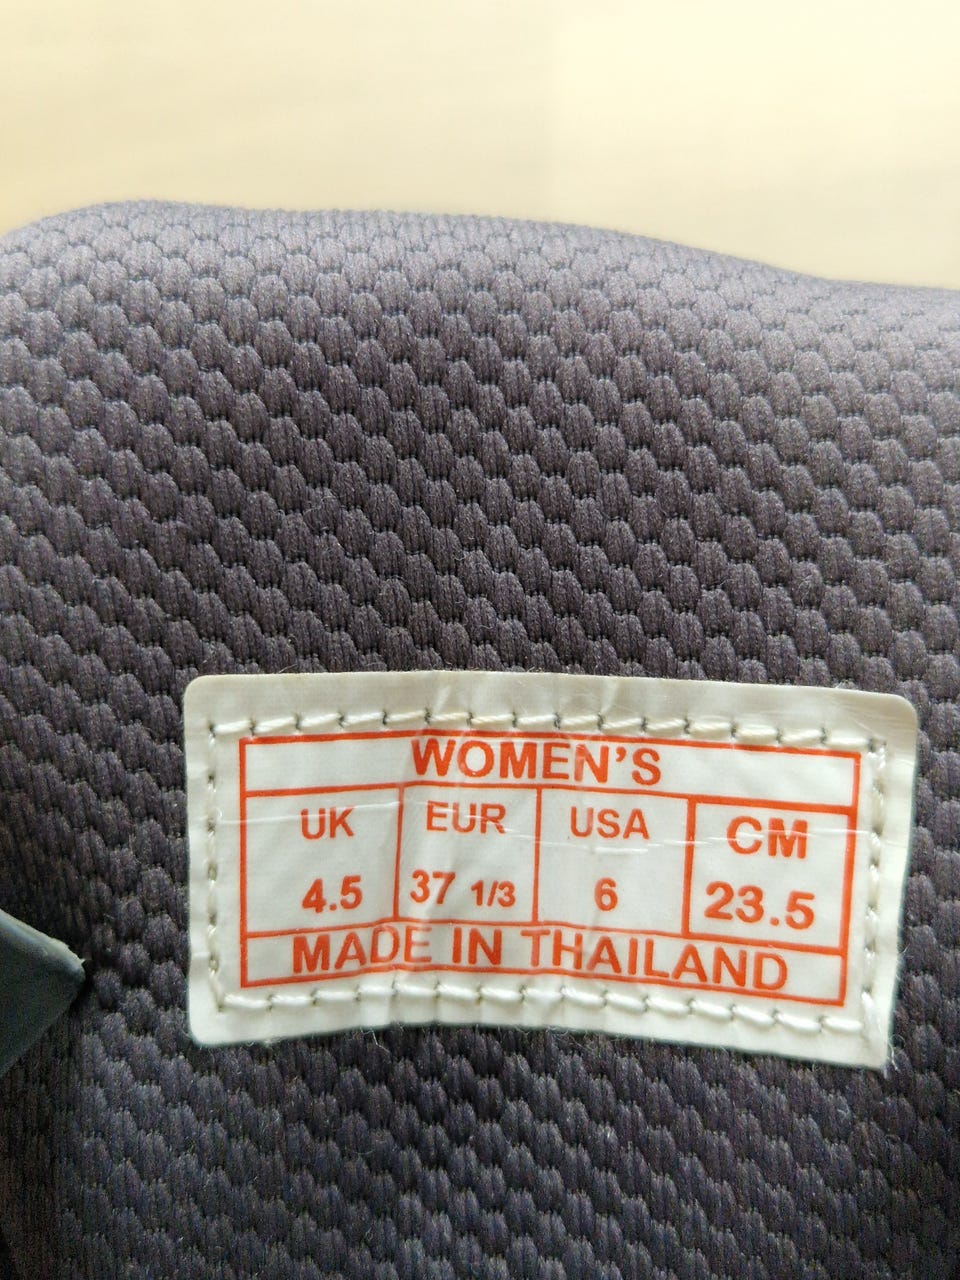 WOMEN'S
UK EUR USA CM
4.5 37 1/3 6 23.5
MADE IN THAILAND